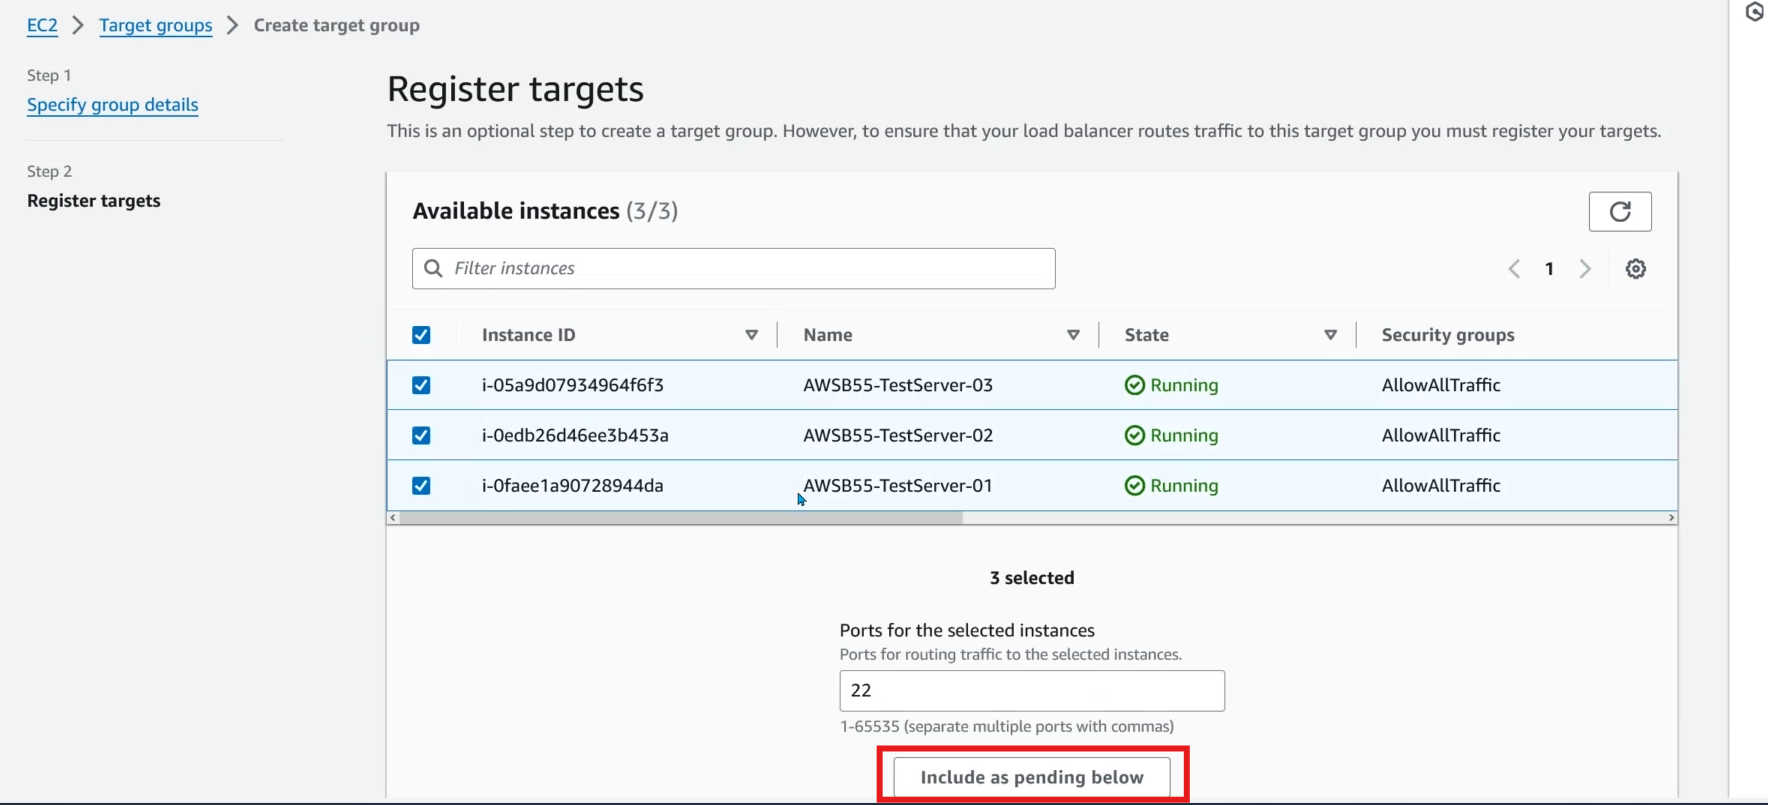 EC2 > Target groups > Create target group
Step 1
Specify group details
Step 2
Register targets
Register targets
This is an optional step to create a target group. However, to ensure that your load balancer routes traffic to this target group you must register your targets.
Available instances (3/3)
Filter instances
1
Instance ID Name State Security groups
i-05a9d07934964f6f3 AWSB55-TestServer-03 Running AllowAllTraffic
i-0edb26d46ee3b453a AWSB55-TestServer-02 Running AllowAllTraffic
i-0faee1a90728944da AWSB55-TestServer-01 Running AllowAllTraffic
3 selected
Ports for the selected instances
Ports for routing traffic to the selected instances.
22
1-65535 (separate multiple ports with commas)
Include as pending below